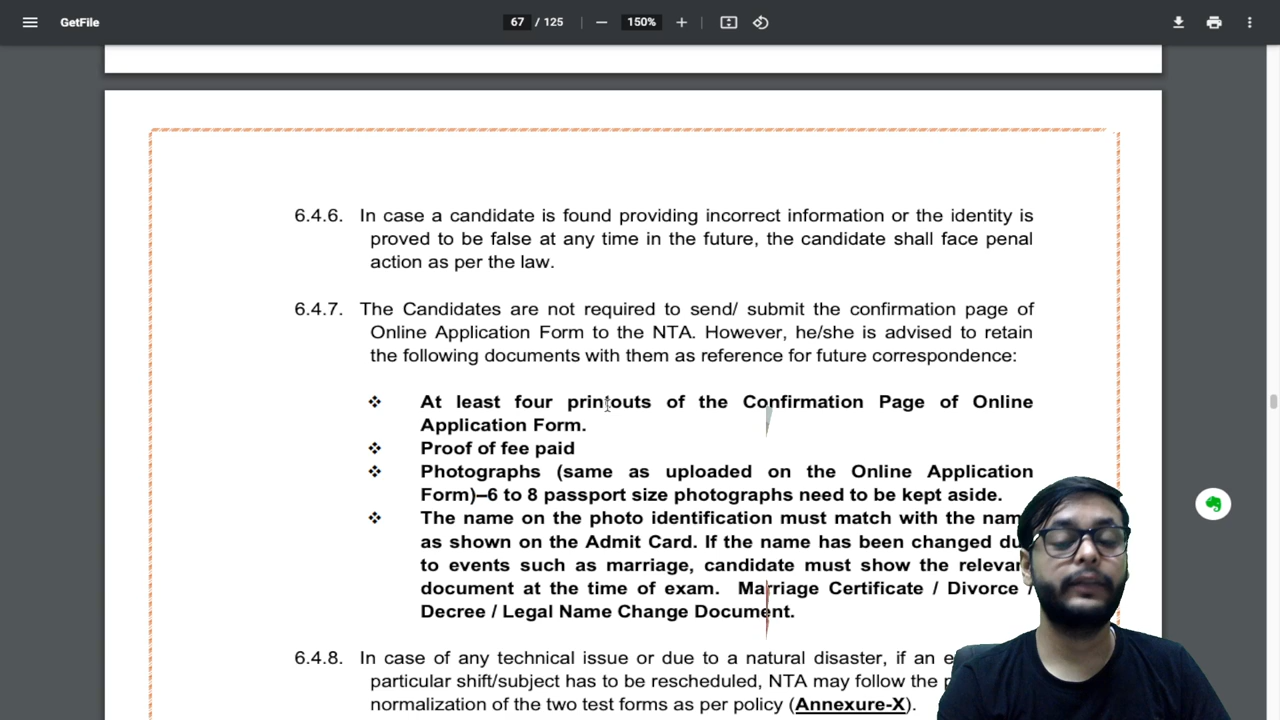 GetFile
67 / 125
150%
6.4.6. In case a candidate is found providing incorrect information or the identity is
proved to be false at any time in the future, the candidate shall face penal
action as per the law.
6.4.7. The Candidates are not required to send/ submit the confirmation page of
Online Application Form to the NTA. However, he/she is advised to retain
the following documents with them as reference for future correspondence:
❖ At least four printouts of the Confirmation Page of Online
Application Form.
❖ Proof of fee paid
❖ Photographs (same as uploaded on the Online Application
Form)–6 to 8 passport size photographs need to be kept aside.
❖ The name on the photo identification must match with the
as shown on the Admit Card. If the name has been changed
to events such as marriage, candidate must show the
document at the time of exam. Marriage Certificate / Divorce /
Decree / Legal Name Change Document.
6.4.8. In case of any technical issue or due to a natural disaster, if an
particular shift/subject has to be rescheduled, NTA may follow the
normalization of the two test forms as per policy (Annexure-X).